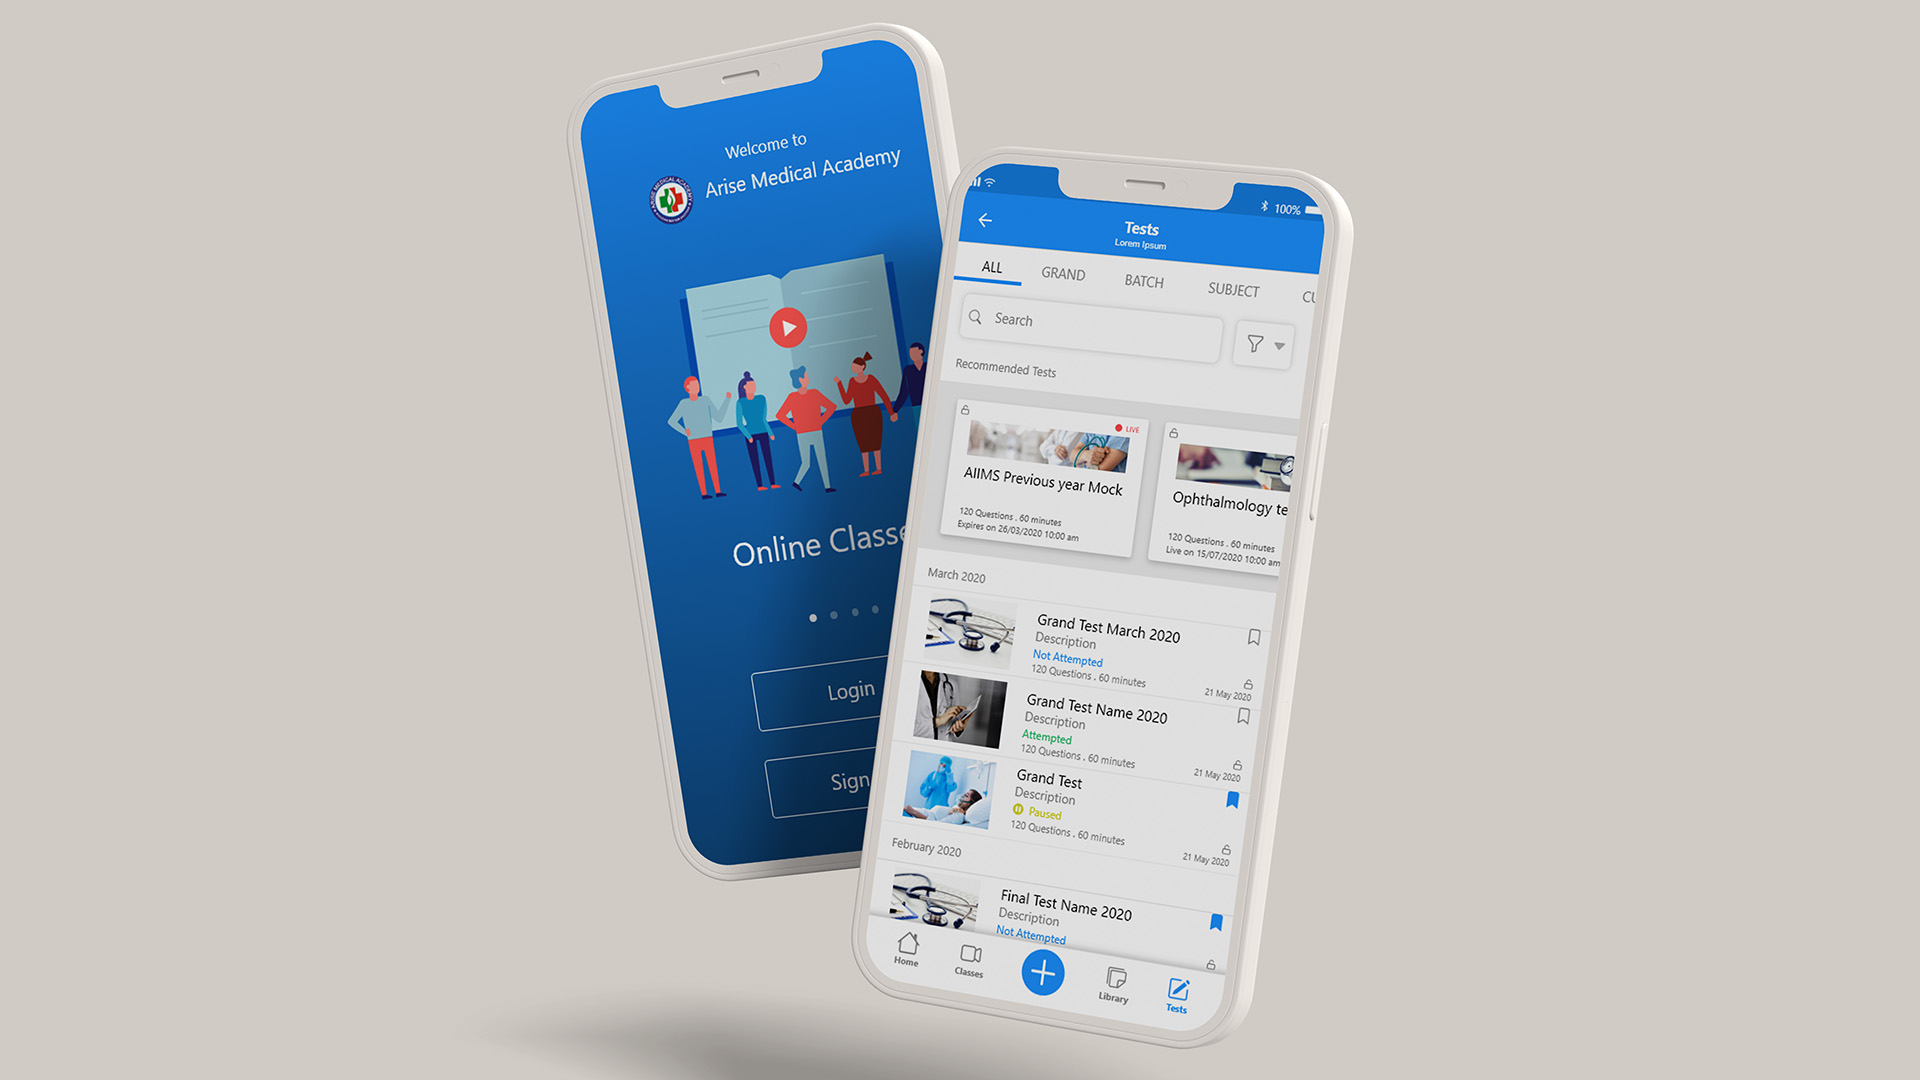 Welcome to
Arise Medical Academy
ARISE MEDICAL ACADEMY
Online Classe
Login
Sign
100%
Tests
Lorem Ipsum
ALL
GRAND
BATCH
SUBJECT
CU
Search
Recommended Tests
LIVE
AIIMS Previous year Mock
120 Questions . 60 minutes
Expires on 26/03/2020 10:00 am
Ophthalmology te
120 Questions . 60 minutes
Live on 15/07/2020 10:00 am
March 2020
Grand Test March 2020
Description
Not Attempted
120 Questions . 60 minutes
21 May 2020
Grand Test Name 2020
Description
Attempted
120 Questions . 60 minutes
21 May 2020
Grand Test
Description
Paused
120 Questions . 60 minutes
21 May 2020
February 2020
Final Test Name 2020
Description
Not Attempted
Home
Classes
Library
Tests